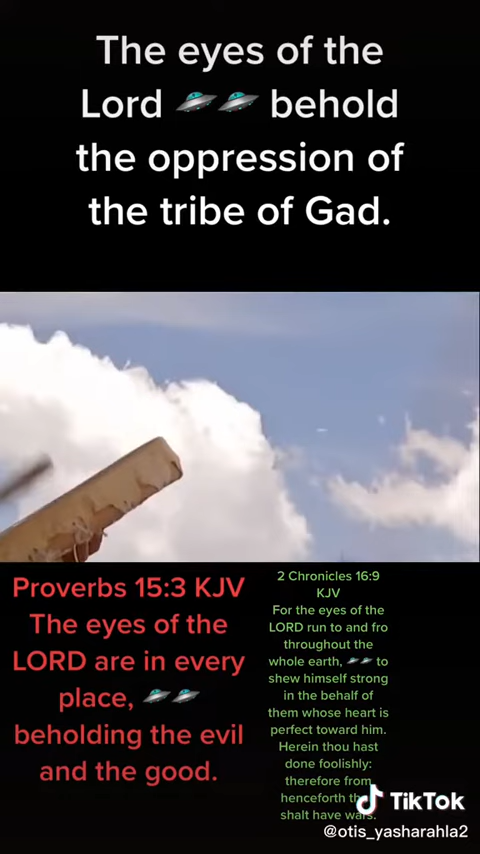 The eyes of the
Lord 🛸🛸 behold
the oppression of
the tribe of Gad.
Proverbs 15:3 KJV
The eyes of the
LORD are in every
place, 🛸🛸
beholding the evil
and the good.
2 Chronicles 16:9
KJV
For the eyes of the
LORD run to and fro
throughout the
whole earth, 🛸🛸 to
shew himself strong
in the behalf of
them whose heart is
perfect toward him.
Herein thou hast
done foolishly:
therefore from
henceforth
shalt have wars.
TikTok
@otis_yasharahla2